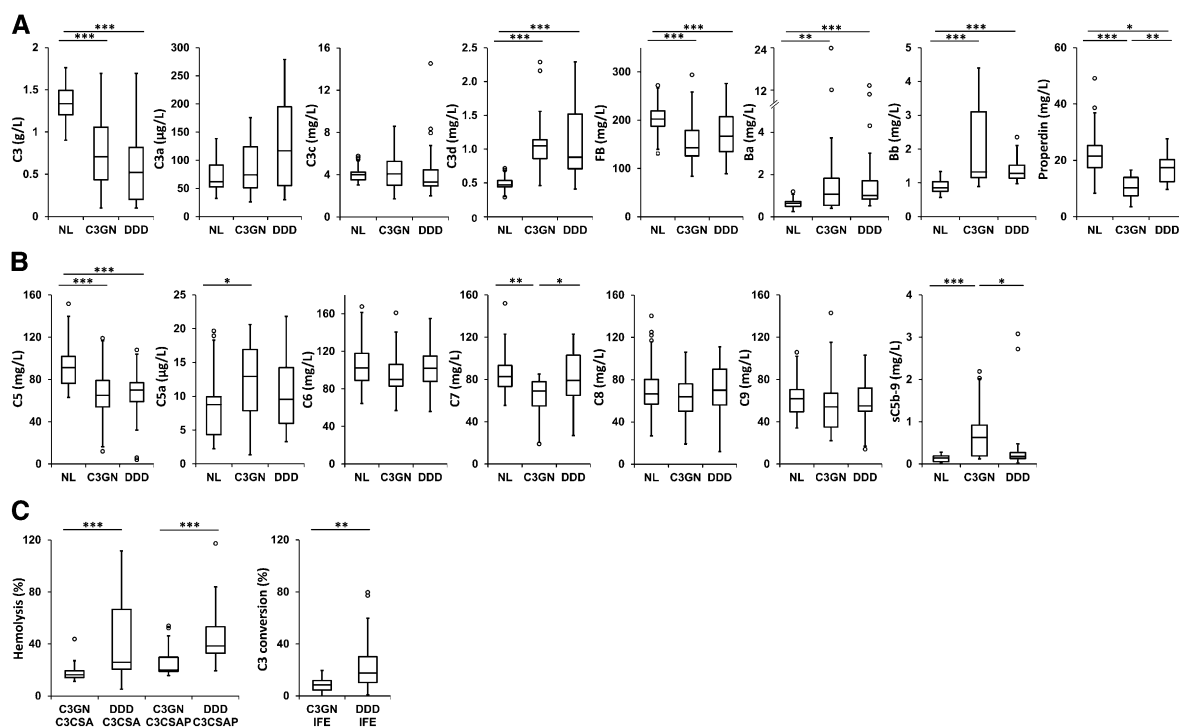 A
*** *** *** *** *** *** *** *** *** *
*** *** *** ** *** *** **
C3 (g/L) 2 1.5 1 0.5 0 NL C3GN DDD
C3a (µg/L) 300 250 200 150 100 50 0 NL C3GN DDD
C3c (mg/L) 16 12 8 4 0 NL C3GN DDD
C3d (mg/L) 2.5 2 1.5 1 0.5 0 NL C3GN DDD
FB (mg/L) 300 200 100 0 NL C3GN DDD
Ba (mg/L) 24 12 4 2 0 NL C3GN DDD
Bb (mg/L) 5 4 3 2 1 0 NL C3GN DDD
Properdin (mg/L) 60 40 20 0 NL C3GN DDD
B
*** *** * ** * *** *
C5 (mg/L) 160 120 80 40 0 NL C3GN DDD
C5a (µg/L) 25 20 15 10 5 0 NL C3GN DDD
C6 (mg/L) 160 120 80 40 0 NL C3GN DDD
C7 (mg/L) 160 120 80 40 0 NL C3GN DDD
C8 (mg/L) 160 120 80 40 0 NL C3GN DDD
C9 (mg/L) 160 120 80 40 0 NL C3GN DDD
sC5b-9 (mg/L) 4 3 2 1 0 NL C3GN DDD
C
*** *** **
Hemolysis (%) 120 80 40 0
C3GN DDD C3GN DDD
C3CSA C3CSA C3CSAP C3CSAP
C3 conversion (%) 120 80 40 0
C3GN DDD
IFE IFE